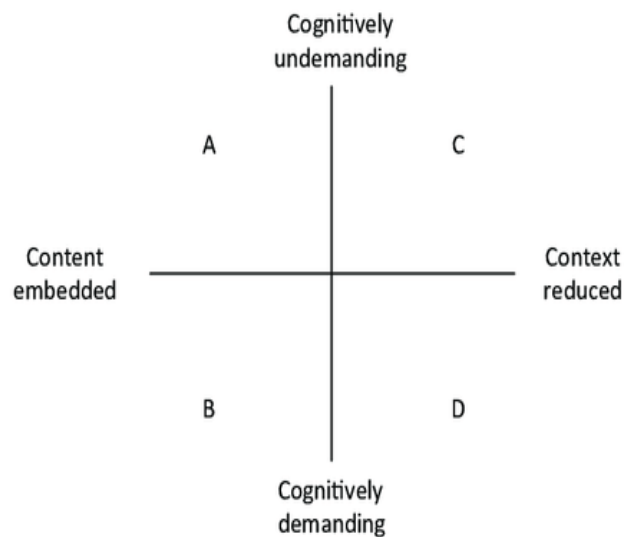 Cognitively
undemanding
A
C
Content
embedded
Context
reduced
B
D
Cognitively
demanding